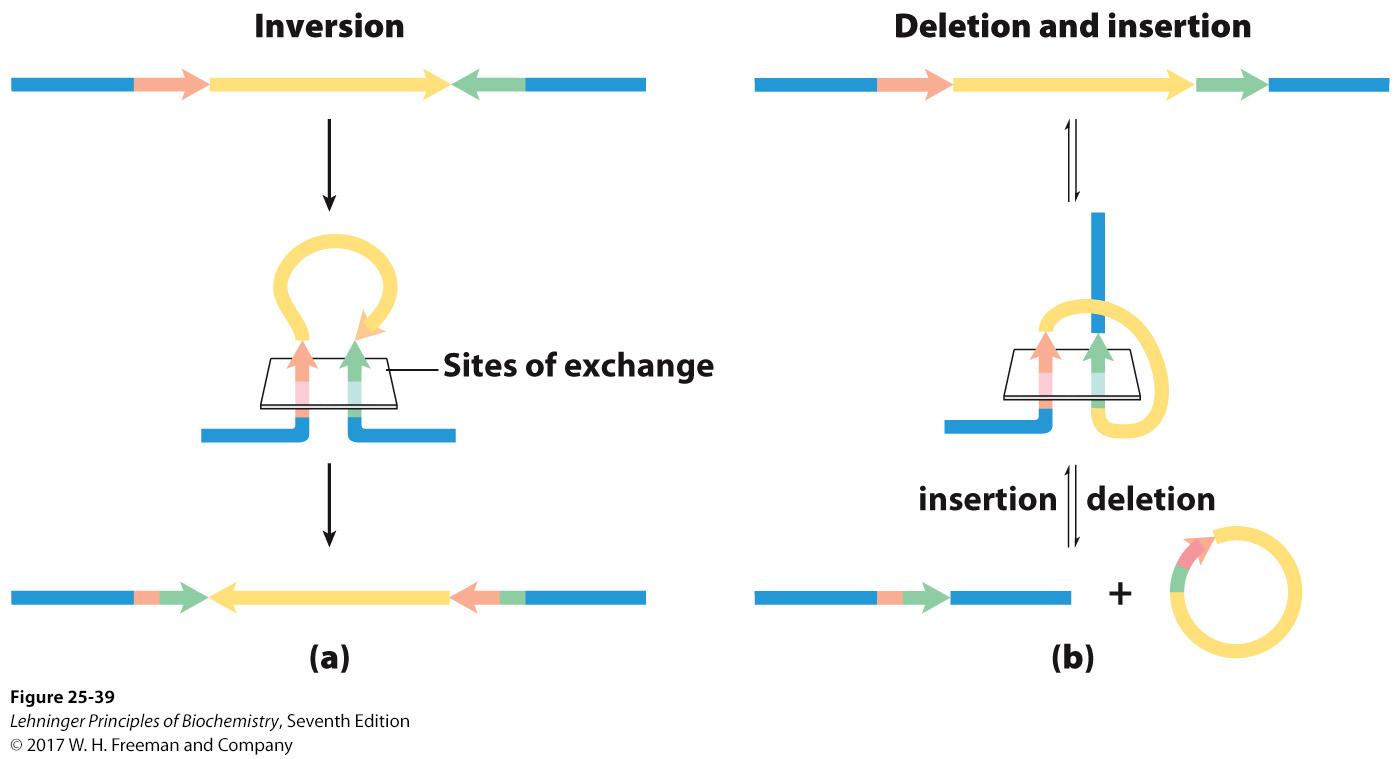 Inversion
Deletion and insertion
Sites of exchange
insertion
deletion
+
(a)
(b)
Figure 25-39
Lehninger Principles of Biochemistry, Seventh Edition
© 2017 W. H. Freeman and Company